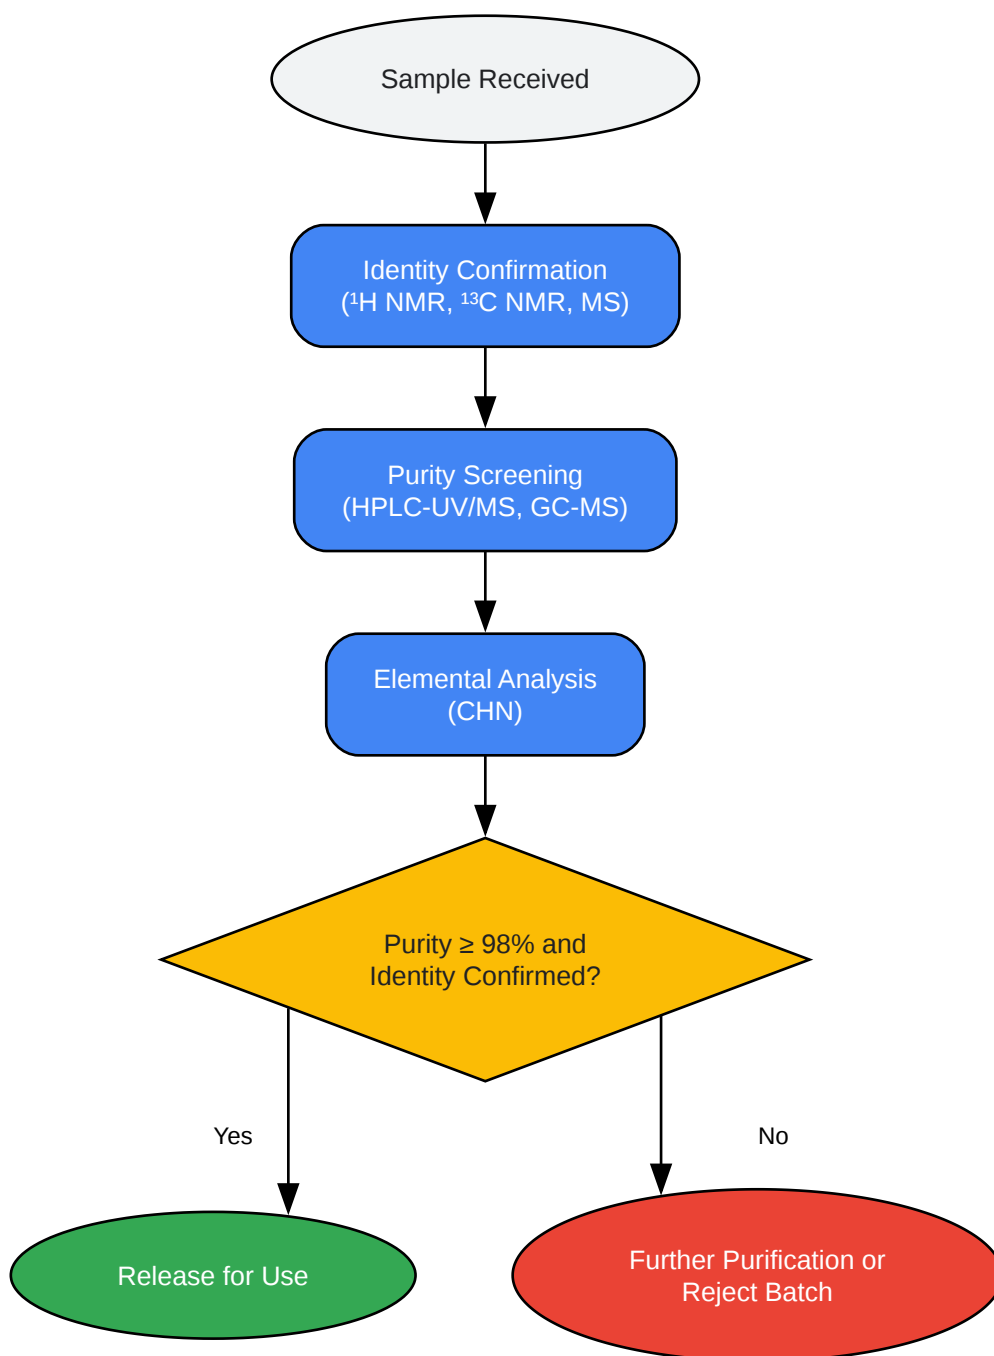 Sample Received
Identity Confirmation
(¹H NMR, ¹³C NMR, MS)
Purity Screening
(HPLC-UV/MS, GC-MS)
Elemental Analysis
(CHN)
Purity ≥ 98% and
Identity Confirmed?
Yes
No
Release for Use
Further Purification or
Reject Batch